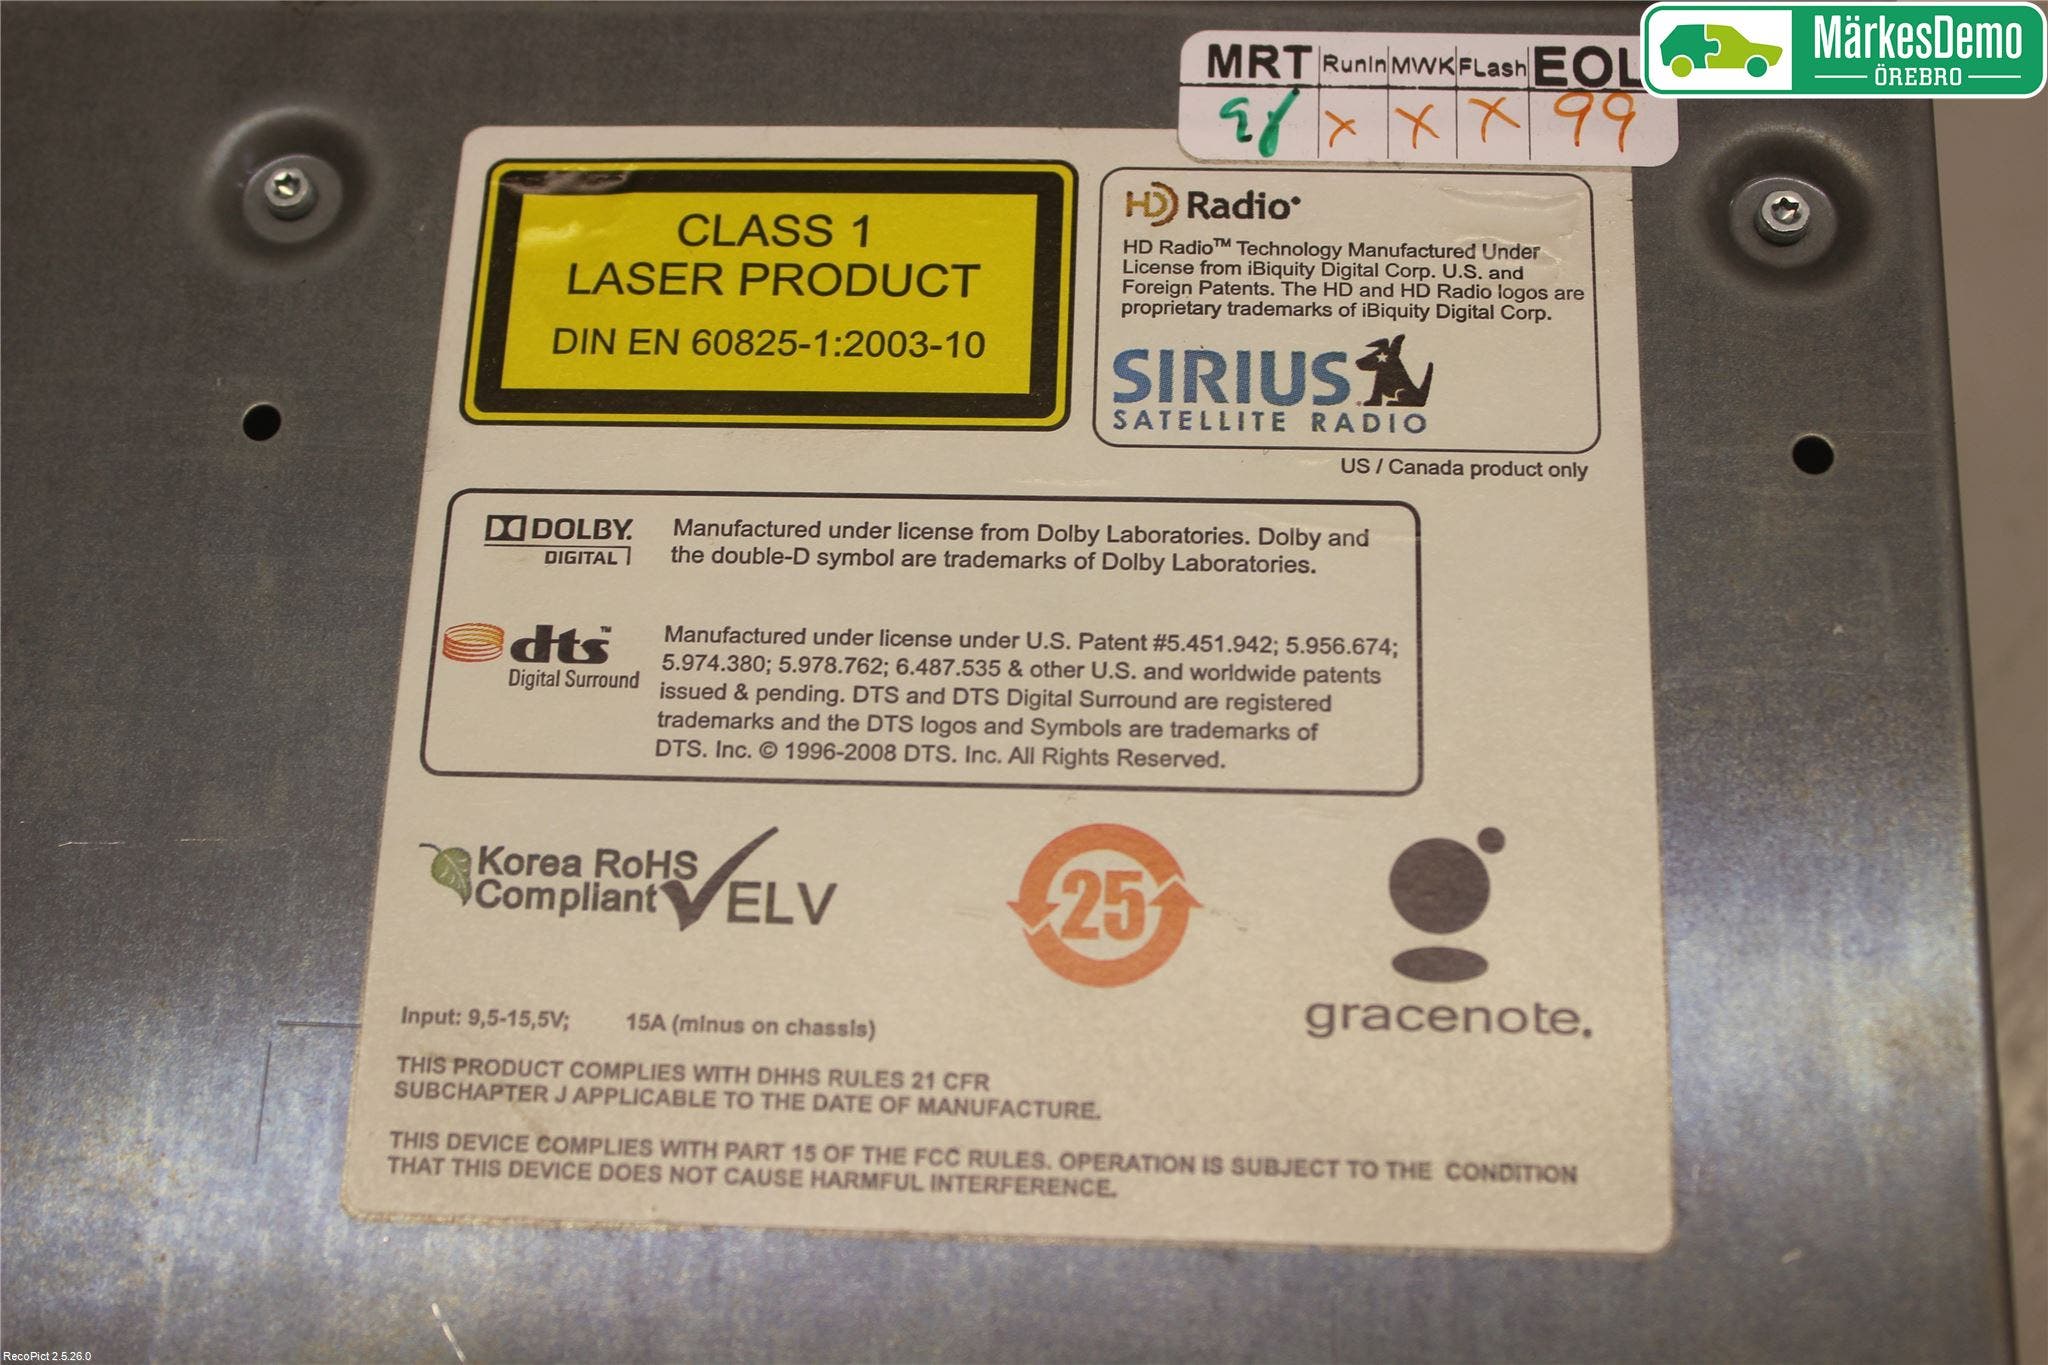 MärkesDemo
ÖREBRO
MRT RunIn MWK FLash EOL
x x x 99
CLASS 1
LASER PRODUCT
DIN EN 60825-1:2003-10
HD Radio
HD Radio™ Technology Manufactured Under
License from iBiquity Digital Corp. U.S. and
Foreign Patents. The HD and HD Radio logos are
proprietary trademarks of iBiquity Digital Corp.
SIRIUS
SATELLITE RADIO
US / Canada product only
DOLBY.
DIGITAL
Manufactured under license from Dolby Laboratories. Dolby and
the double-D symbol are trademarks of Dolby Laboratories.
dts™
Digital Surround
Manufactured under license under U.S. Patent #5.451.942; 5.956.674;
5.974.380; 5.978.762; 6.487.535 & other U.S. and worldwide patents
issued & pending. DTS and DTS Digital Surround are registered
trademarks and the DTS logos and Symbols are trademarks of
DTS. Inc. © 1996-2008 DTS. Inc. All Rights Reserved.
Korea RoHS
Compliant ELV
25
gracenote.
Input: 9,5-15,5V; 15A (minus on chassis)
THIS PRODUCT COMPLIES WITH DHHS RULES 21 CFR
SUBCHAPTER J APPLICABLE TO THE DATE OF MANUFACTURE.
THIS DEVICE COMPLIES WITH PART 15 OF THE FCC RULES. OPERATION IS SUBJECT TO THE CONDITION
THAT THIS DEVICE DOES NOT CAUSE HARMFUL INTERFERENCE.
RecoPict 2.5.26.0